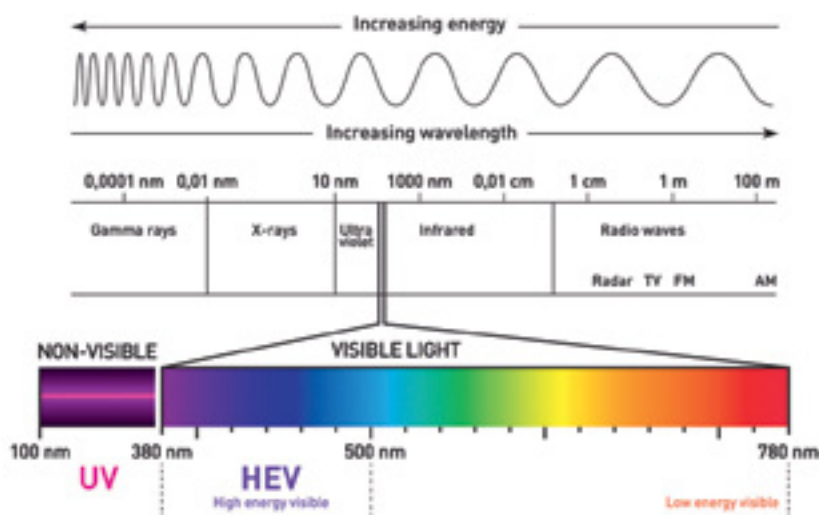 Increasing energy
Increasing wavelength
0,0001 nm 0,01 nm 10 nm 1000 nm 0,01 cm 1 cm 1 m 100 m
Gamma rays X-rays Ultra Infrared Radio waves
violet
Radar TV FM AM
NON-VISIBLE VISIBLE LIGHT
100 nm 380 nm 500 nm 780 nm
UV HEV
High energy visible Low energy visible